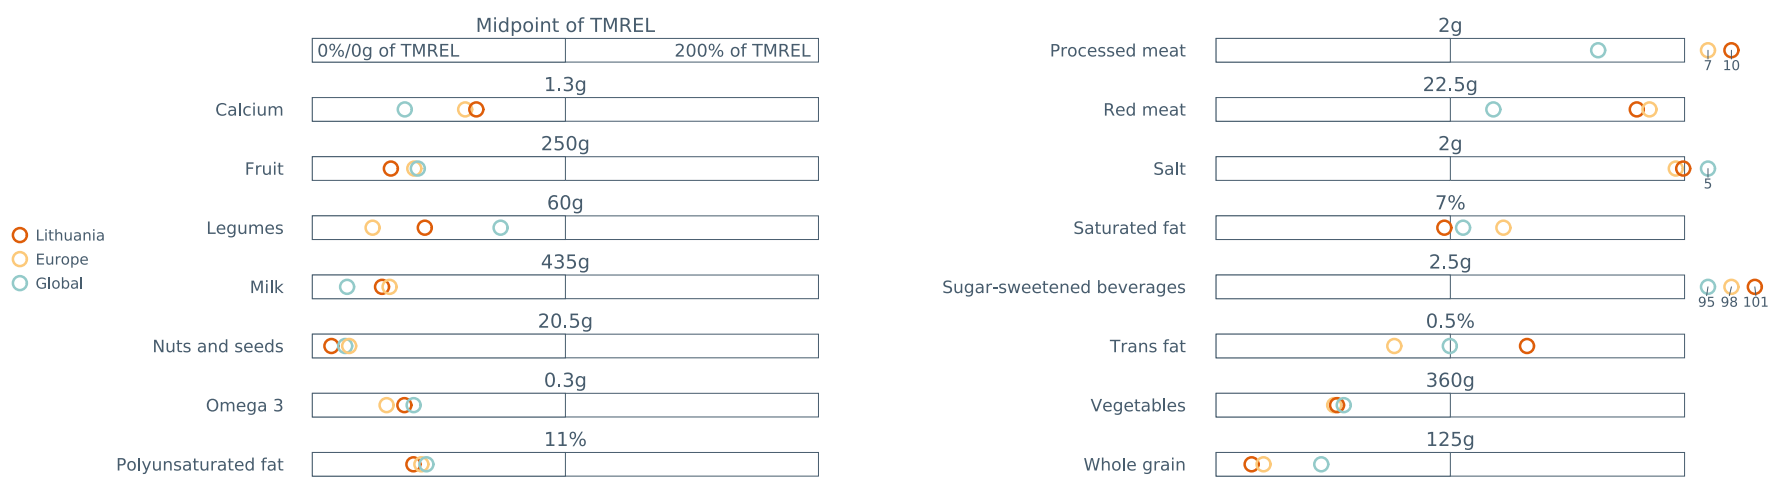 Midpoint of TMREL
0%/0g of TMREL 200% of TMREL
1.3g
Calcium
250g
Fruit
60g
Legumes
435g
Milk
20.5g
Nuts and seeds
0.3g
Omega 3
11%
Polyunsaturated fat
Lithuania
Europe
Global
2g
Processed meat
7 10
22.5g
Red meat
2g
Salt
5
7%
Saturated fat
2.5g
Sugar-sweetened beverages
95 98 101
0.5%
Trans fat
360g
Vegetables
125g
Whole grain